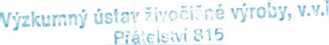 Výzkumný ústav živočišné výroby, v.v.i
Přátelství 815